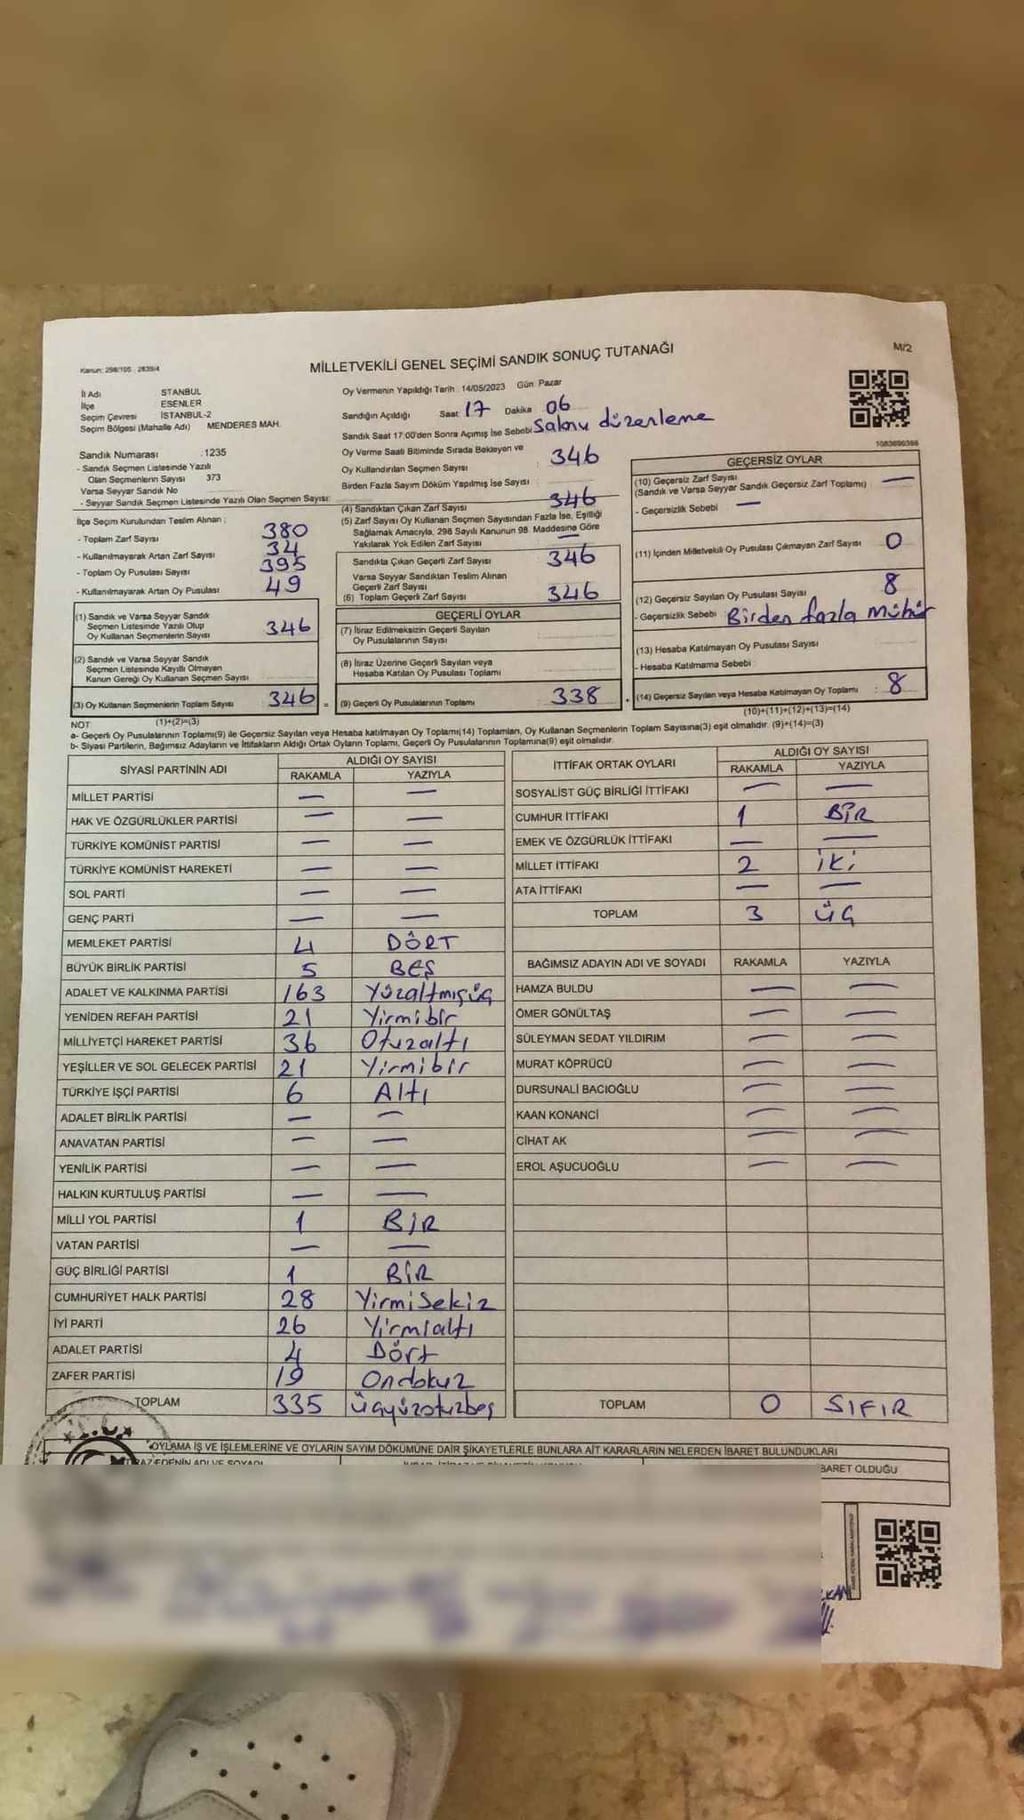 Kanun: 298/105 - 2839/4
MİLLETVEKİLİ GENEL SEÇİMİ SANDIK SONUÇ TUTANAĞI
M/2
İl Adı STANBUL
İlçe ESENLER
Seçim Çevresi İSTANBUL-2
Seçim Bölgesi (Mahalle Adı) MENDERES MAH.
Sandık Numarası : 1235
- Sandık Seçmen Listesinde Yazılı
Olan Seçmenlerin Sayısı 373
Varsa Seyyar Sandık No
- Seyyar Sandık Seçmen Listesinde Yazılı Olan Seçmen Sayısı:
İlçe Seçim Kurulundan Teslim Alınan :
- Toplam Zarf Sayısı : 380
- Kullanılmayarak Artan Zarf Sayısı : 34
- Toplam Oy Pusulası Sayısı : 395
- Kullanılmayarak Artan Oy Pusulası : 49
(1) Sandık ve Varsa Seyyar Sandık
Seçmen Listesinde Yazılı Olup
Oy Kullanan Seçmenlerin Sayısı : 346
(2) Sandık ve Varsa Seyyar Sandık
Seçmen Listesinde Kayıtlı Olmayan
Kanun Gereği Oy Kullanan Seçmen Sayısı
(3) Oy Kullanan Seçmenlerin Toplam Sayısı : 346
Oy Vermenin Yapıldığı Tarih : 14/05/2023 Gün: Pazar
Sandığın Açıldığı Saat : 17 Dakika : 06
Sandık Saat 17:00'den Sonra Açımış İse Sebebi: Salonu düzenleme
Oy Verme Saati Bitiminde Sırada Bekleyen ve
Oy Kullandırılan Seçmen Sayısı : 346
Birden Fazla Sayım Döküm Yapılmış İse Sayısı :
(4) Sandıktan Çıkan Zarf Sayısı : 346
(5) Zarf Sayısı Oy Kullanan Seçmen Sayısından Fazla İse, Eşitliği
Sağlamak Amacıyla, 298 Sayılı Kanunun 98. Maddesine Göre
Yakılarak Yok Edilen Zarf Sayısı : —
Sandıkta Çıkan Geçerli Zarf Sayısı : 346
Varsa Seyyar Sandıktan Teslim Alınan
Geçerli Zarf Sayısı
(6) Toplam Geçerli Zarf Sayısı : 346
GEÇERLİ OYLAR
(7) İtiraz Edilmeksizin Geçerli Sayılan
Oy Pusulalarının Sayısı
(8) İtiraz Üzerine Geçerli Sayılan veya
Hesaba Katılan Oy Pusulası Toplamı
= (9) Geçerli Oy Pusulalarının Toplamı : 338 +
1083696366
GEÇERSİZ OYLAR
(10) Geçersiz Zarf Sayısı
(Sandık ve Varsa Seyyar Sandık Geçersiz Zarf Toplamı) : —
- Geçersizlik Sebebi : —
(11) İçinden Milletvekili Oy Pusulası Çıkmayan Zarf Sayısı : 0
(12) Geçersiz Sayılan Oy Pusulası Sayısı : 8
- Geçersizlik Sebebi : Birden fazla mühür
(13) Hesaba Katılmayan Oy Pusulası Sayısı :
- Hesaba Katılmama Sebebi
(14) Geçersiz Sayılan veya Hesaba Katılmayan Oy Toplamı : 8
NOT: (1)+(2)=(3)
(10)+(11)+(12)+(13)=(14)
a- Geçerli Oy Pusulalarının Toplamı(9) ile Geçersiz Sayılan veya Hesaba katılmayan Oy Toplamı(14) Toplamları, Oy Kullanan Seçmenlerin Toplam Sayısına(3) eşit olmalıdır. (9)+(14)=(3)
b- Siyasi Partilerin, Bağımsız Adayların ve İttifakların Aldığı Ortak Oyların Toplamı, Geçerli Oy Pusulalarının Toplamına(9) eşit olmalıdır.
SİYASİ PARTİNİN ADI ALDIĞI OY SAYISI
RAKAMLA YAZIYLA
MİLLET PARTİSİ — —
HAK VE ÖZGÜRLÜKLER PARTİSİ — —
TÜRKİYE KOMÜNİST PARTİSİ — —
TÜRKİYE KOMÜNİST HAREKETİ — —
SOL PARTİ — —
GENÇ PARTİ — —
MEMLEKET PARTİSİ 4 DÖRT
BÜYÜK BİRLİK PARTİSİ 5 BEŞ
ADALET VE KALKINMA PARTİSİ 163 Yüzaltmışüç
YENİDEN REFAH PARTİSİ 21 Yirmibir
MİLLİYETÇİ HAREKET PARTİSİ 36 Otuzaltı
YEŞİLLER VE SOL GELECEK PARTİSİ 21 Yirmibir
TÜRKİYE İŞÇİ PARTİSİ 6 Altı
ADALET BİRLİK PARTİSİ — —
ANAVATAN PARTİSİ — —
YENİLİK PARTİSİ — —
HALKIN KURTULUŞ PARTİSİ — —
MİLLİ YOL PARTİSİ 1 BİR
VATAN PARTİSİ — —
GÜÇ BİRLİĞİ PARTİSİ 1 BİR
CUMHURİYET HALK PARTİSİ 28 Yirmisekiz
İYİ PARTİ 26 Yirmialtı
ADALET PARTİSİ 4 Dört
ZAFER PARTİSİ 19 Ondokuz
TOPLAM 335 üçyüzotuzbeş
İTTİFAK ORTAK OYLARI ALDIĞI OY SAYISI
RAKAMLA YAZIYLA
SOSYALİST GÜÇ BİRLİĞİ İTTİFAKI — —
CUMHUR İTTİFAKI 1 BİR
EMEK VE ÖZGÜRLÜK İTTİFAKI — —
MİLLET İTTİFAKI 2 İKİ
ATA İTTİFAKI — —
TOPLAM 3 ÜÇ
BAĞIMSIZ ADAYIN ADI VE SOYADI RAKAMLA YAZIYLA
HAMZA BULDU — —
ÖMER GÖNÜLTAŞ — —
SÜLEYMAN SEDAT YILDIRIM — —
MURAT KÖPRÜCÜ — —
DURSUNALİ BACIOĞLU — —
KAAN KONANCİ — —
CİHAT AK — —
EROL AŞUCUOĞLU — —
TOPLAM 0 SIFIR
T.C.
OYLAMA İŞ VE İŞLEMLERİNE VE OYLARIN SAYIM DÖKÜMÜNE DAİR ŞİKAYETLERLE BUNLARA AİT KARARLARIN NELERDEN İBARET BULUNDUKLARI
BARET OLDUĞU